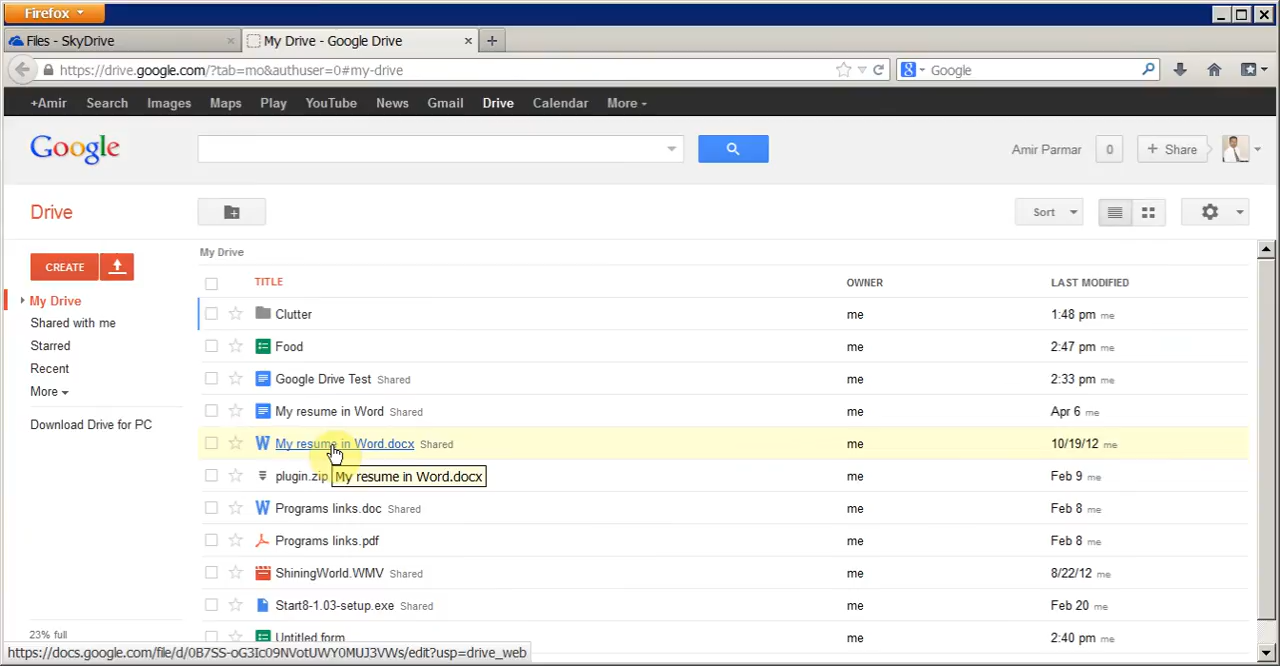 Firefox
Files - SkyDrive
My Drive - Google Drive
https://drive.google.com/?tab=mo&authuser=0#my-drive
Google
+Amir Search Images Maps Play YouTube News Gmail Drive Calendar More
Google
Amir Parmar 0 + Share
Drive
Sort
CREATE
My Drive
Shared with me
Starred
Recent
More
Download Drive for PC
23% full
My Drive
TITLE OWNER LAST MODIFIED
Clutter me 1:48 pm me
Food me 2:47 pm me
Google Drive Test Shared me 2:33 pm me
My resume in Word Shared me Apr 6 me
My resume in Word.docx Shared me 10/19/12 me
plugin.zip me Feb 9 me
My resume in Word.docx
Programs links.doc Shared me Feb 8 me
Programs links.pdf me Feb 8 me
ShiningWorld.WMV Shared me 8/22/12 me
Start8-1.03-setup.exe Shared me Feb 20 me
Untitled form me 2:40 pm me
https://docs.google.com/file/d/0B7SS-oG3Ic09NVotUWY0MUJ3VWs/edit?usp=drive_web